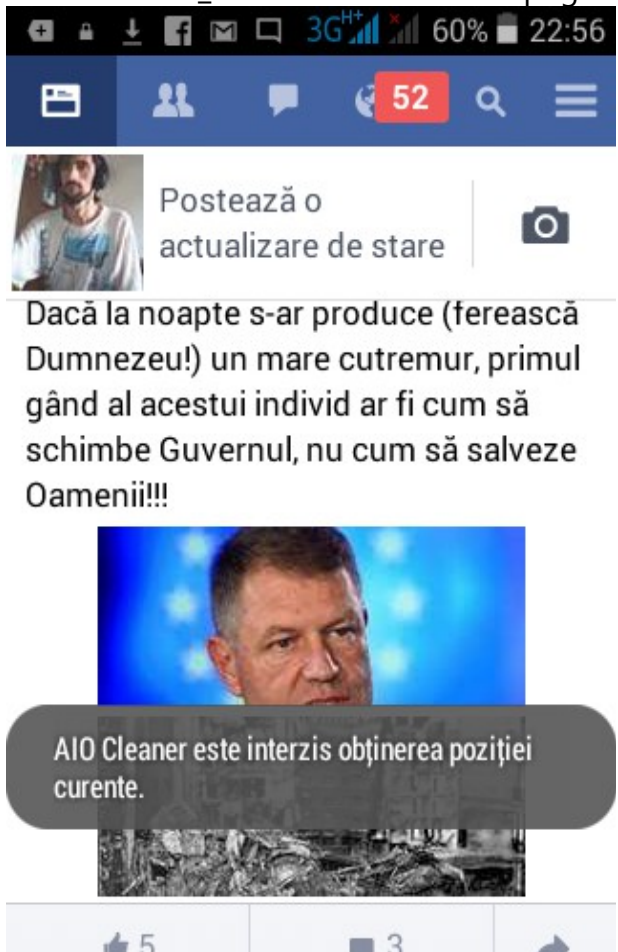 3G H+ 60% 22:56
52
Postează o
actualizare de stare
Dacă la noapte s-ar produce (ferească
Dumnezeu!) un mare cutremur, primul
gând al acestui individ ar fi cum să
schimbe Guvernul, nu cum să salveze
Oamenii!!!
AIO Cleaner este interzis obținerea poziției
curente.
5 3